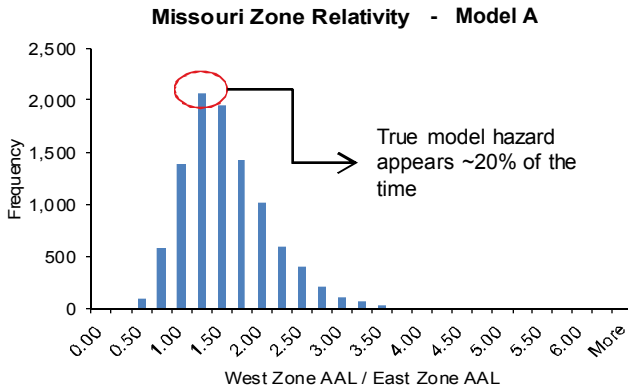 Missouri Zone Relativity - Model A
2,500
2,000
1,500
1,000
500
0
Frequency
True model hazard
appears ~20% of the
time
0.00
0.50
1.00
1.50
2.00
2.50
3.00
3.50
4.00
4.50
5.00
5.50
6.00
More
West Zone AAL / East Zone AAL